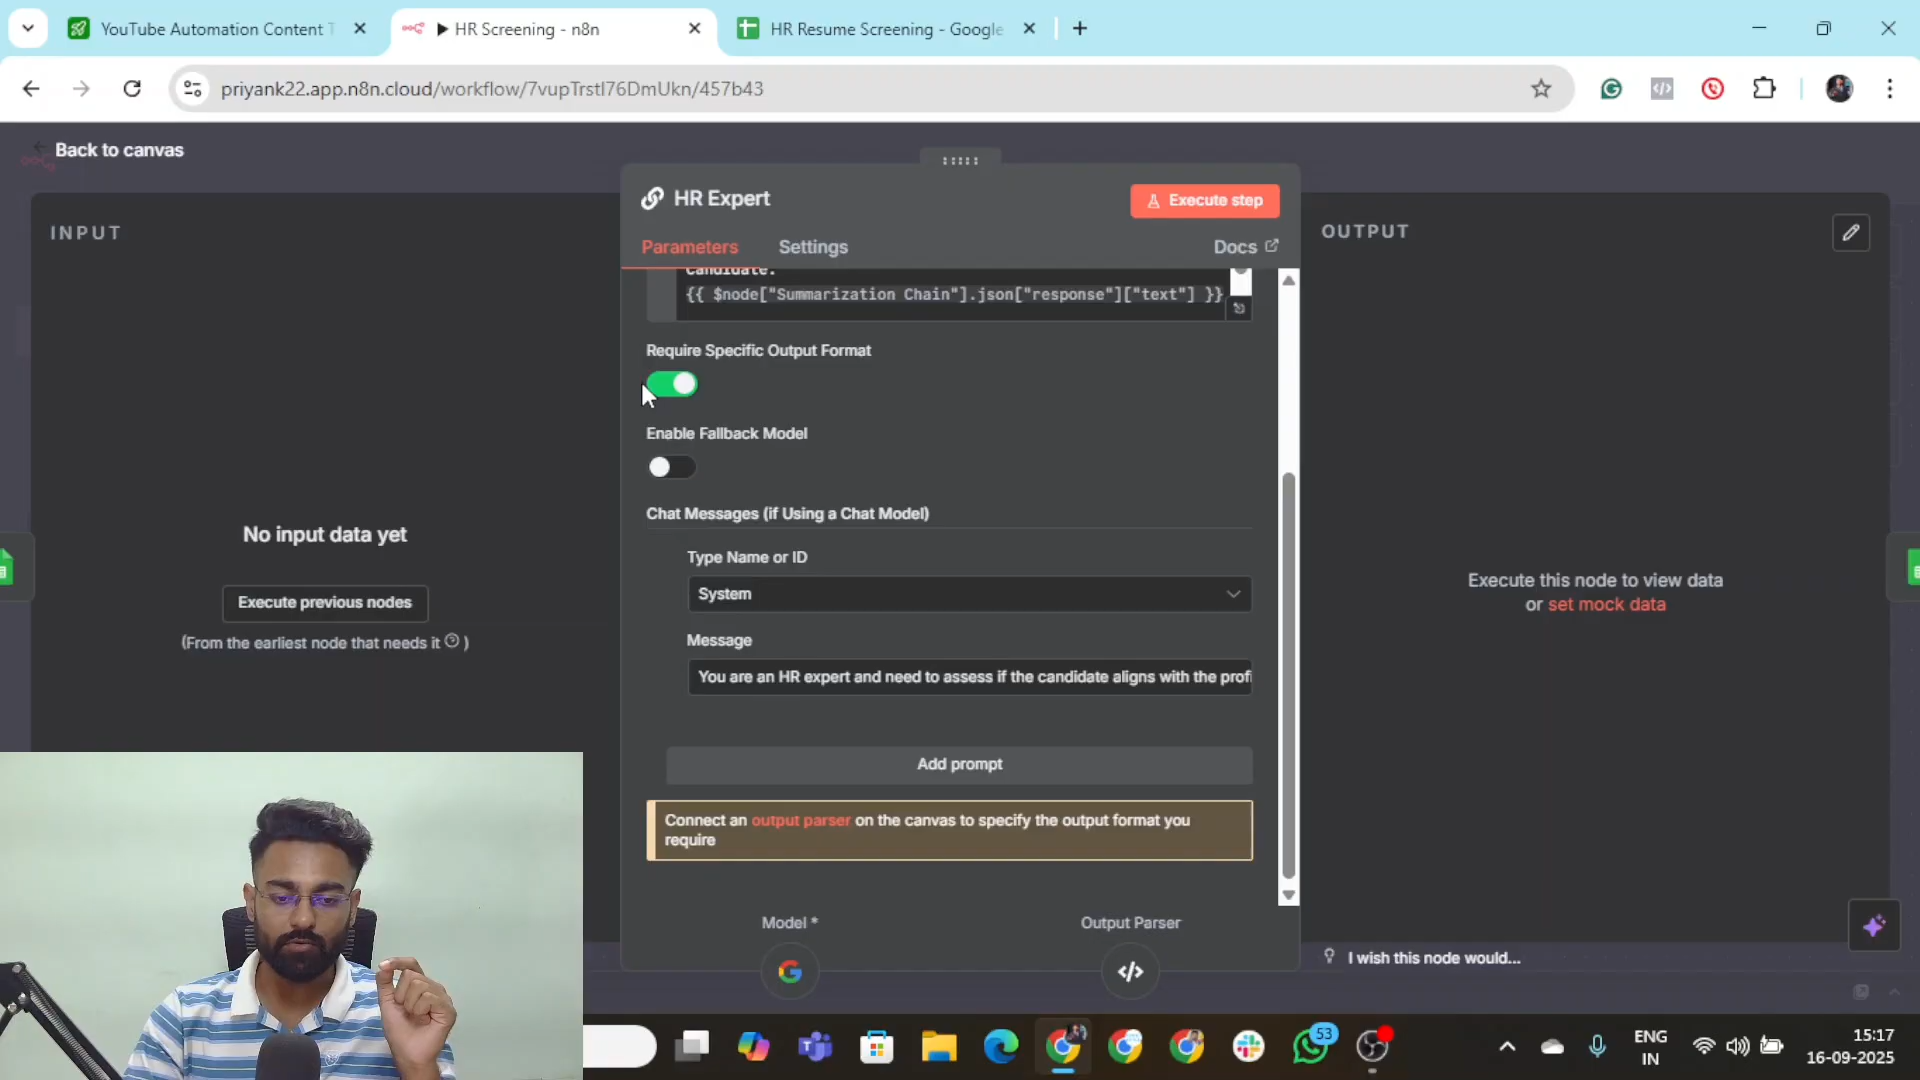 YouTube Automation Content T
HR Screening - n8n
HR Resume Screening - Google
priyank22.app.n8n.cloud/workflow/7vupTrstl76DmUkn/457b43
Back to canvas
INPUT
No input data yet
Execute previous nodes
(From the earliest node that needs it ? )
HR Expert
Execute step
Parameters
Settings
Docs
Candidate:
{{ $node["Summarization Chain"].json["response"]["text"] }}
Require Specific Output Format
Enable Fallback Model
Chat Messages (if Using a Chat Model)
Type Name or ID
System
Message
You are an HR expert and need to assess if the candidate aligns with the profi
Add prompt
Connect an output parser on the canvas to specify the output format you
require
Model *
Output Parser
OUTPUT
Execute this node to view data
or set mock data
I wish this node would...
53
ENG
IN
15:17
16-09-2025